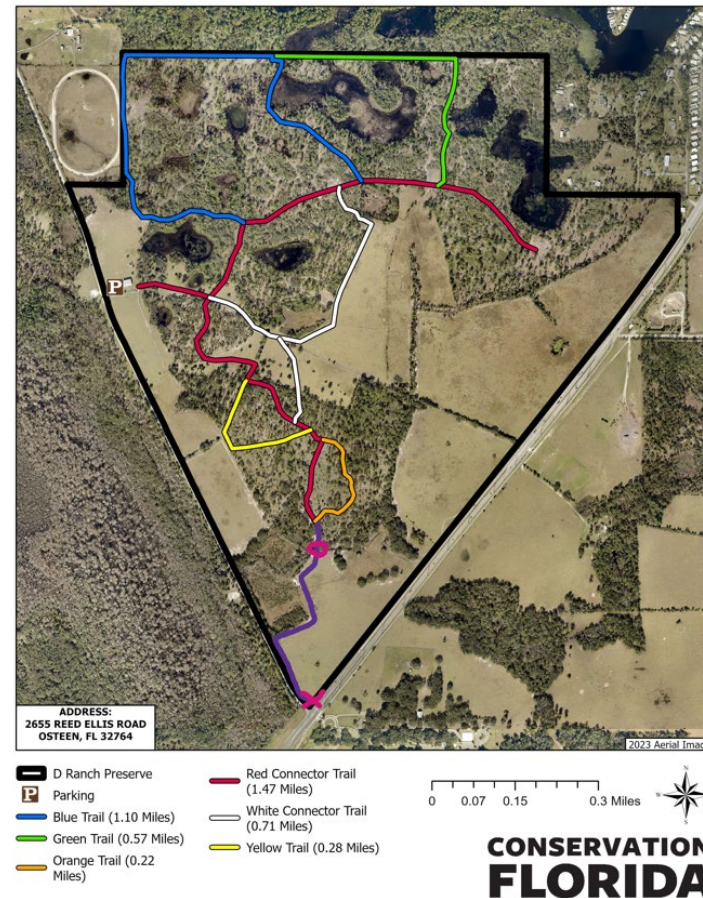 P
ADDRESS:
2655 REED ELLIS ROAD
OSTEEN, FL 32764
2023 Aerial Imag
D Ranch Preserve
P Parking
Blue Trail (1.10 Miles)
Green Trail (0.57 Miles)
Orange Trail (0.22
Miles)
Red Connector Trail
(1.47 Miles)
White Connector Trail
(0.71 Miles)
Yellow Trail (0.28 Miles)
0 0.07 0.15 0.3 Miles
N
CONSERVATION
FLORIDA